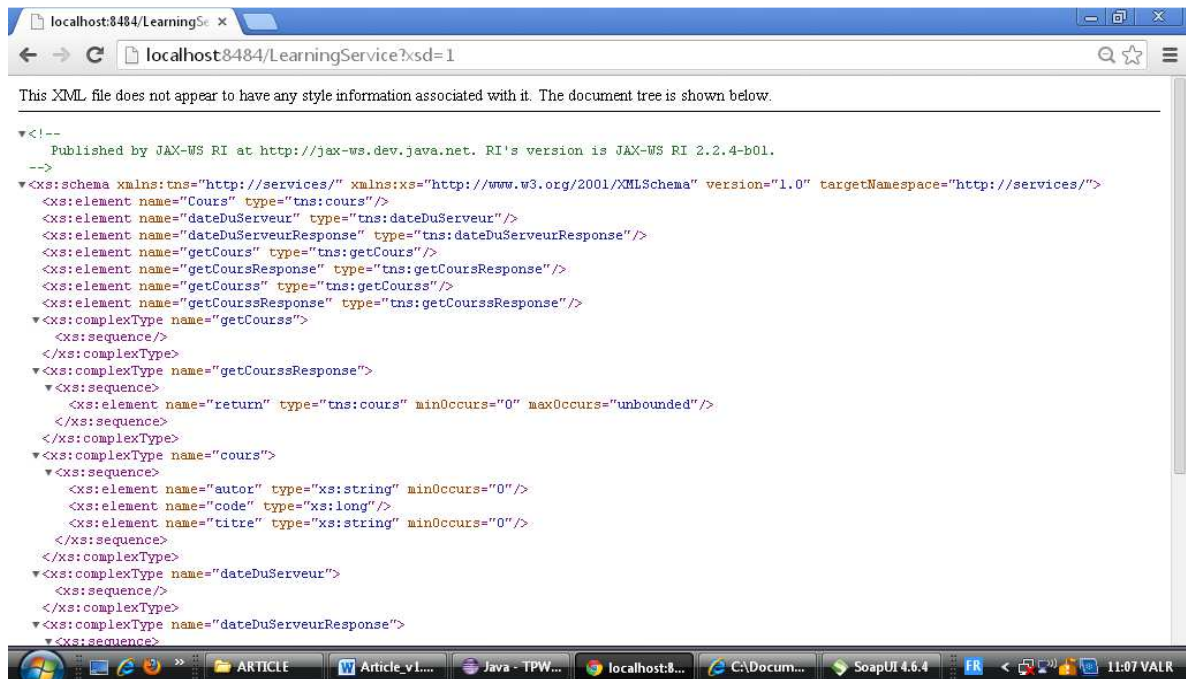 localhost:8484/LearningSe ×
localhost:8484/LearningService?xsd=1
This XML file does not appear to have any style information associated with it. The document tree is shown below.
▼<!--
Published by JAX-WS RI at http://jax-ws.dev.java.net. RI's version is JAX-WS RI 2.2.4-b01.
-->
▼<xs:schema xmlns:tns="http://services/" xmlns:xs="http://www.w3.org/2001/XMLSchema" version="1.0" targetNamespace="http://services/">
<xs:element name="Cours" type="tns:cours"/>
<xs:element name="dateDuServeur" type="tns:dateDuServeur"/>
<xs:element name="dateDuServeurResponse" type="tns:dateDuServeurResponse"/>
<xs:element name="getCours" type="tns:getCours"/>
<xs:element name="getCoursResponse" type="tns:getCoursResponse"/>
<xs:element name="getCourss" type="tns:getCourss"/>
<xs:element name="getCourssResponse" type="tns:getCourssResponse"/>
▼<xs:complexType name="getCourss">
<xs:sequence/>
</xs:complexType>
▼<xs:complexType name="getCourssResponse">
▼<xs:sequence>
<xs:element name="return" type="tns:cours" minOccurs="0" maxOccurs="unbounded"/>
</xs:sequence>
</xs:complexType>
▼<xs:complexType name="cours">
▼<xs:sequence>
<xs:element name="autor" type="xs:string" minOccurs="0"/>
<xs:element name="code" type="xs:long"/>
<xs:element name="titre" type="xs:string" minOccurs="0"/>
</xs:sequence>
</xs:complexType>
▼<xs:complexType name="dateDuServeur">
<xs:sequence/>
</xs:complexType>
▼<xs:complexType name="dateDuServeurResponse">
▼<xs:sequence>
» ARTICLE Article_v1.... Java - TPW... localhost:8... C:\Docum... SoapUI 4.6.4 FR < 11:07 VALR